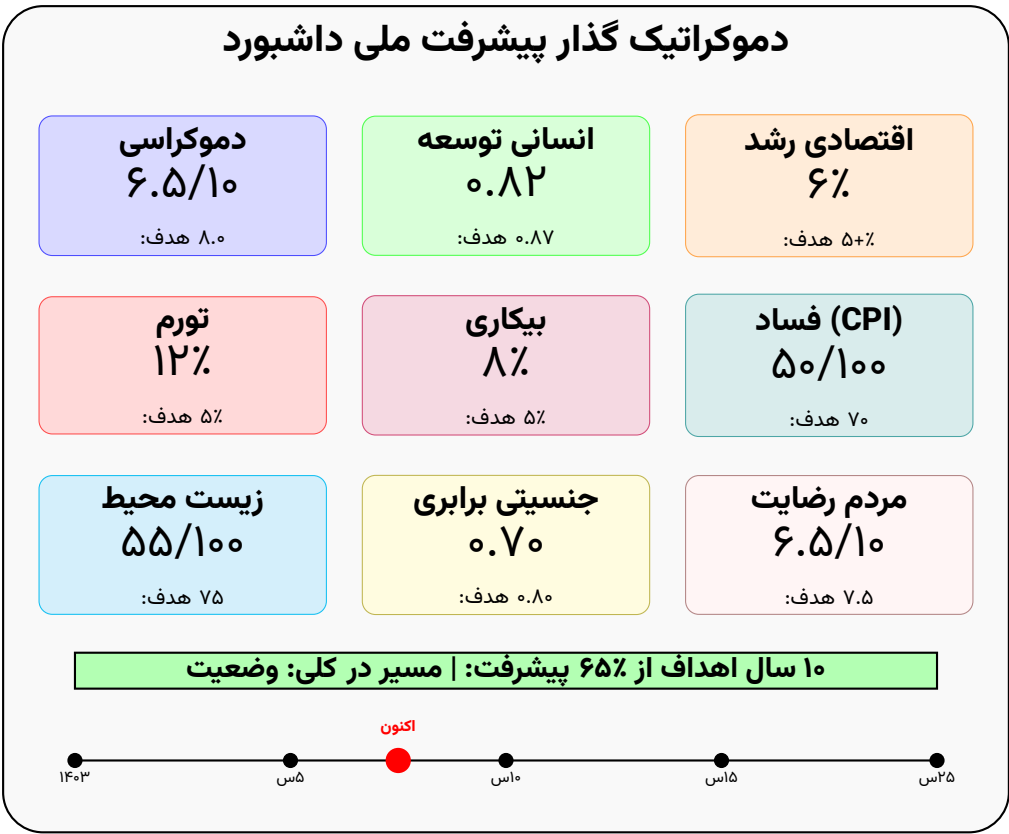 دموکراتیک گذار پیشرفت ملی داشبورد
اقتصادی رشد
۶٪
۵+٪ هدف:
انسانی توسعه
۰.۸۲
۰.۸۷ هدف:
دموکراسی
۶.۵/۱۰
۸.۰ هدف:
(CPI) فساد
۵۰/۱۰۰
۷۰ هدف:
بیکاری
۸٪
۵٪ هدف:
تورم
۱۲٪
۵٪ هدف:
مردم رضایت
۶.۵/۱۰
۷.۵ هدف:
جنسیتی برابری
۰.۷۰
۰.۸۰ هدف:
زیست محیط
۵۵/۱۰۰
۷۵ هدف:
۱۰ سال اهداف از ۶۵٪ پیشرفت: | مسیر در کلی: وضعیت
اکنون
۱۴۰۳
۵س
۱۰س
۱۵س
۲۵س